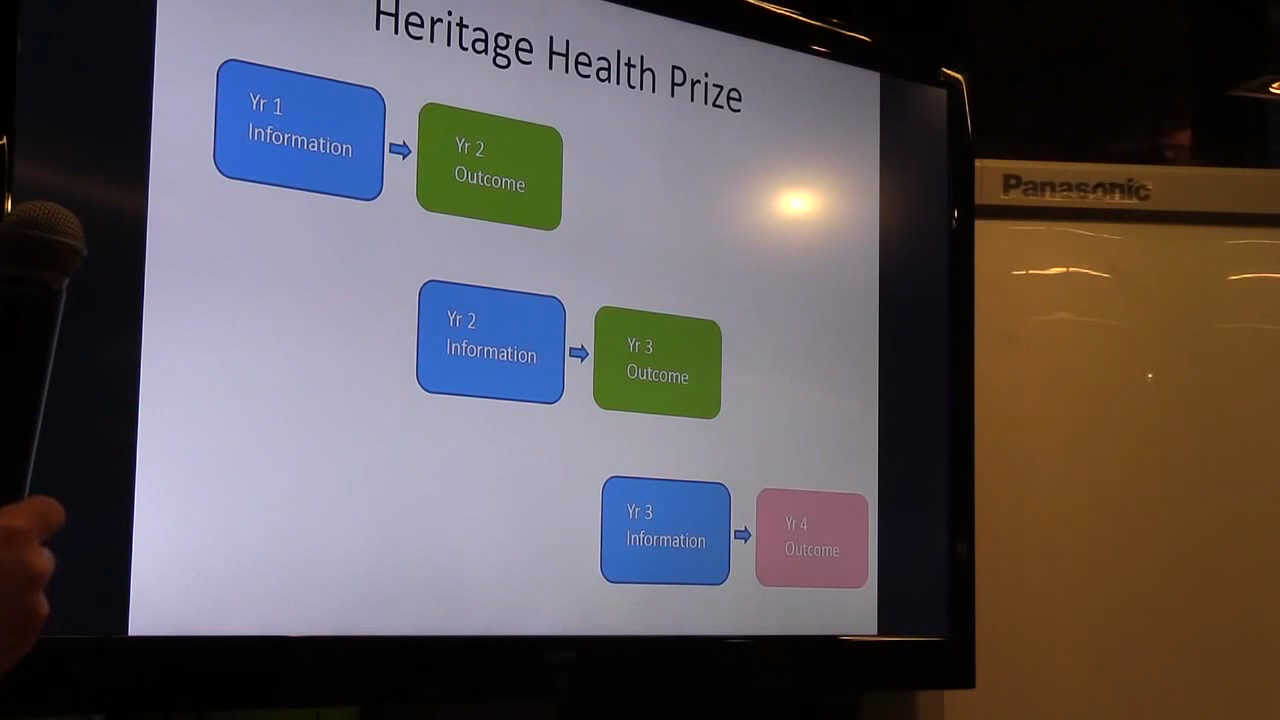 Heritage Health Prize
Yr 1
Information
Yr 2
Outcome
Yr 2
Information
Yr 3
Outcome
Yr 3
Information
Yr 4
Outcome
Panasonic